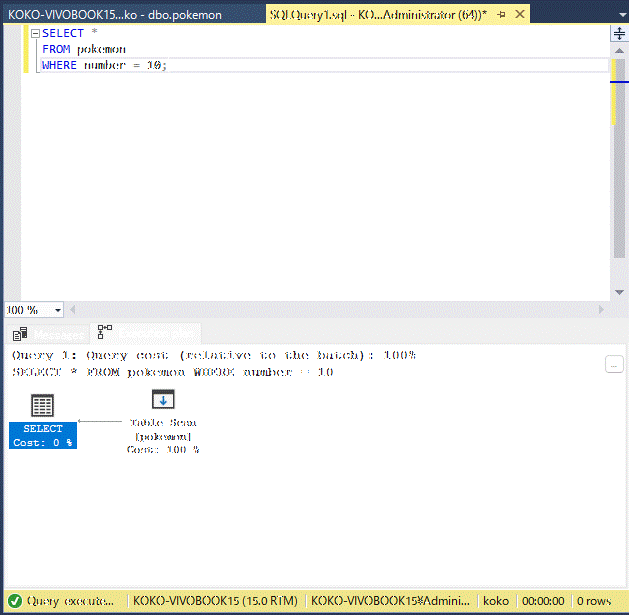 KOKO-VIVOBOOK15...ko - dbo.pokemon
SQLQuery1.sql - KO...Administrator (64))*
SELECT *
FROM pokemon
WHERE number = 10;
100 %
Messages
Execution plan
Query 1: Query cost (relative to the batch): 100%
SELECT * FROM pokemon WHERE number = 10
SELECT
Cost: 0 %
Table Scan
[pokemon]
Cost: 100 %
...
Query execute...
KOKO-VIVOBOOK15 (15.0 RTM)
KOKO-VIVOBOOK15¥Admini...
koko
00:00:00
0 rows